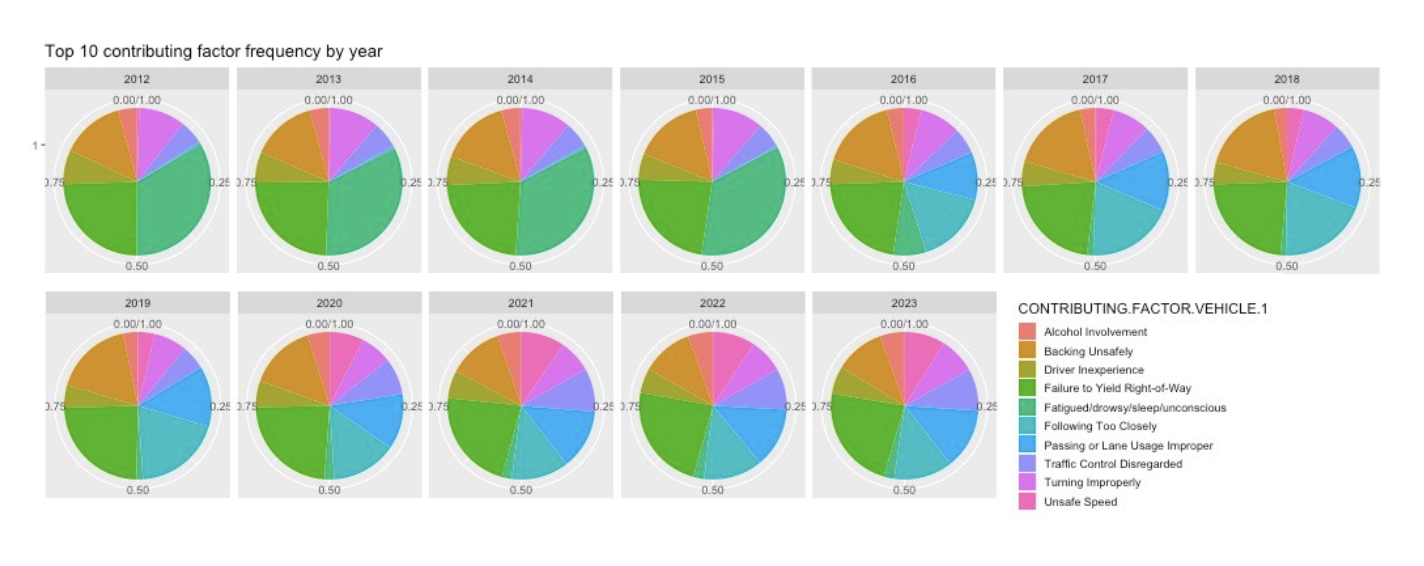 Top 10 contributing factor frequency by year
2012 2013 2014 2015 2016 2017 2018
0.00/1.00 0.00/1.00 0.00/1.00 0.00/1.00 0.00/1.00 0.00/1.00 0.00/1.00
1
0.75 0.25 0.75 0.25 0.75 0.25 0.75 0.25 0.75 0.25 0.75 0.25 0.75 0.25
0.50 0.50 0.50 0.50 0.50 0.50 0.50
2019 2020 2021 2022 2023
0.00/1.00 0.00/1.00 0.00/1.00 0.00/1.00 0.00/1.00
0.75 0.25 0.75 0.25 0.75 0.25 0.75 0.25 0.75 0.25
0.50 0.50 0.50 0.50 0.50
CONTRIBUTING.FACTOR.VEHICLE.1
Alcohol Involvement
Backing Unsafely
Driver Inexperience
Failure to Yield Right-of-Way
Fatigued/drowsy/sleep/unconscious
Following Too Closely
Passing or Lane Usage Improper
Traffic Control Disregarded
Turning Improperly
Unsafe Speed